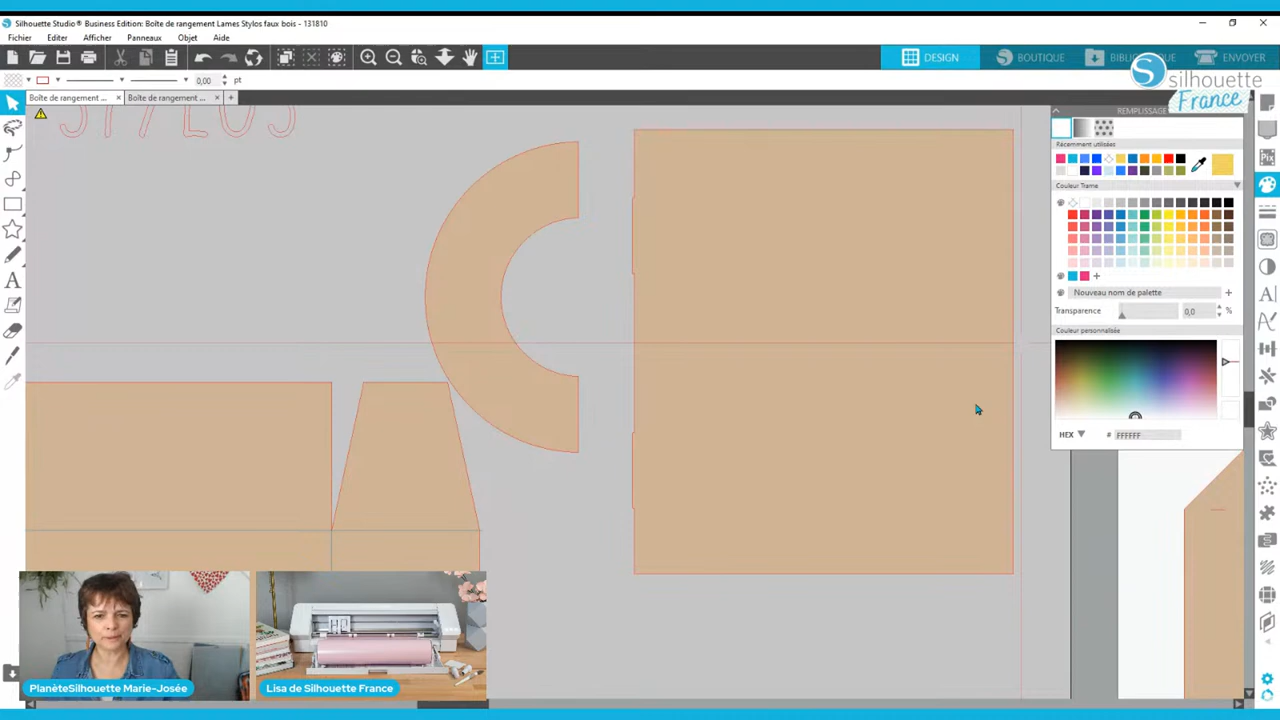 Silhouette Studio® Business Edition: Boîte de rangement Lames Stylos faux bois - 131810
Fichier Editer Afficher Panneaux Objet Aide
DESIGN BOUTIQUE ENVOYER
silhouette
France
0,00 pt
Boîte de rangement ... Boîte de rangement ...
STYLOS
Récemment utilisées
Couleur Trame
Nouveau nom de palette
Transparence 0,0 %
Couleur personnalisée
HEX # FFFFFF
PlanèteSilhouette Marie-Josée
Lisa de Silhouette France